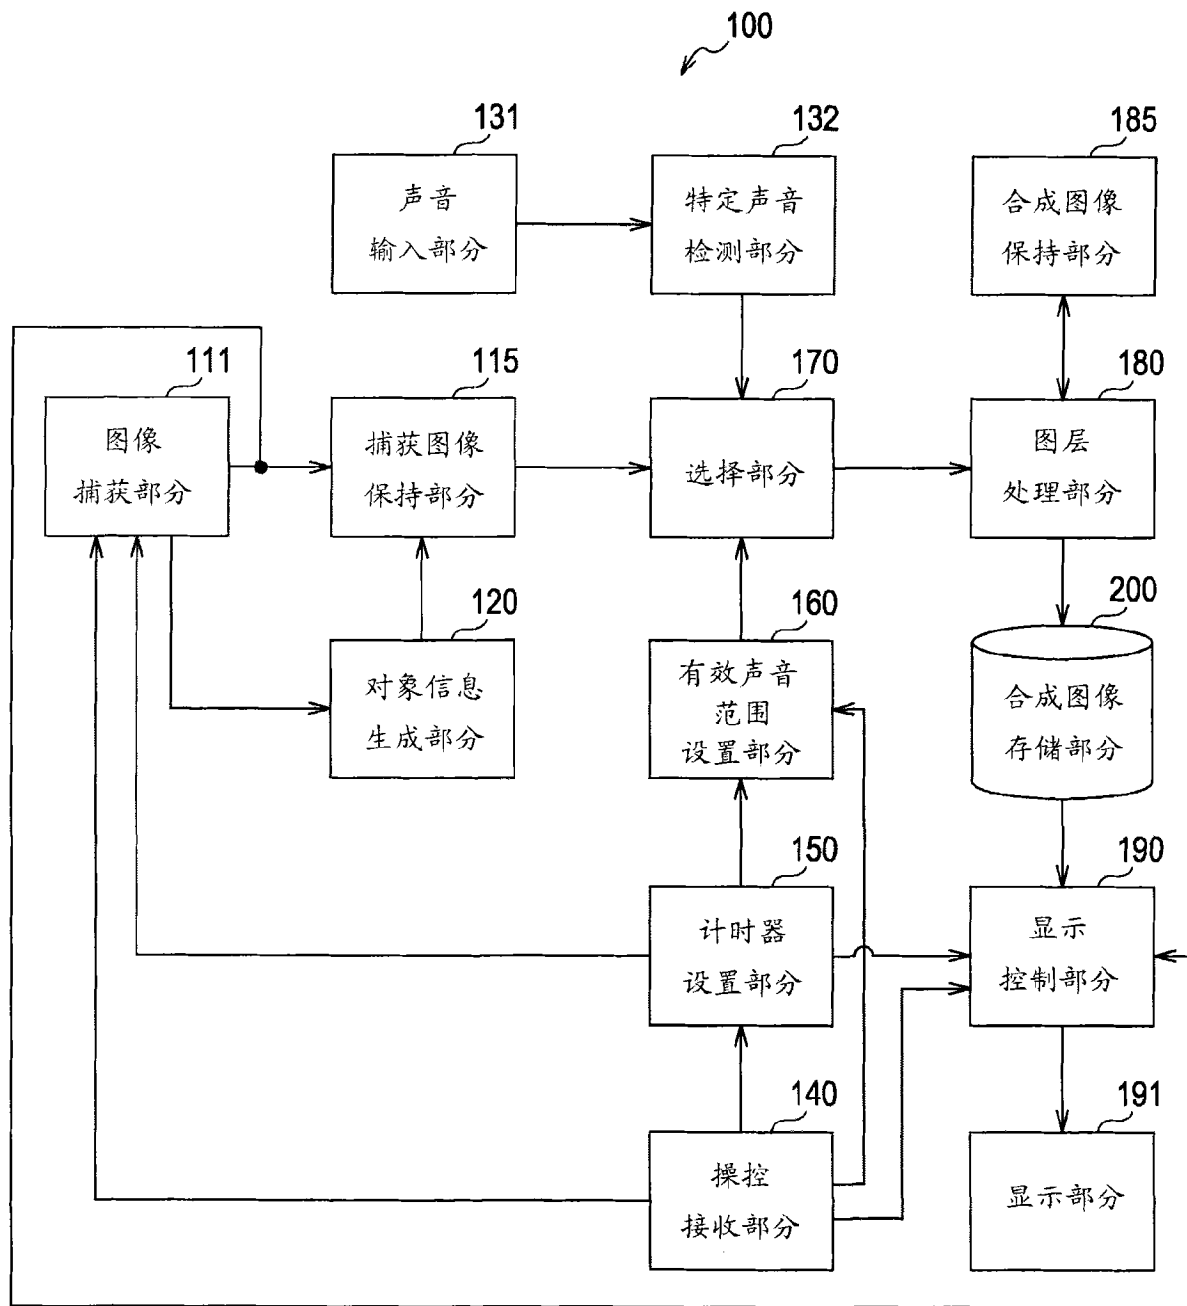 100
131
声音
输入部分
132
特定声音
检测部分
185
合成图像
保持部分
111
图像
捕获部分
115
捕获图像
保持部分
170
选择部分
180
图层
处理部分
120
对象信息
生成部分
160
有效声音
范围
设置部分
200
合成图像
存储部分
150
计时器
设置部分
190
显示
控制部分
140
操控
接收部分
191
显示部分